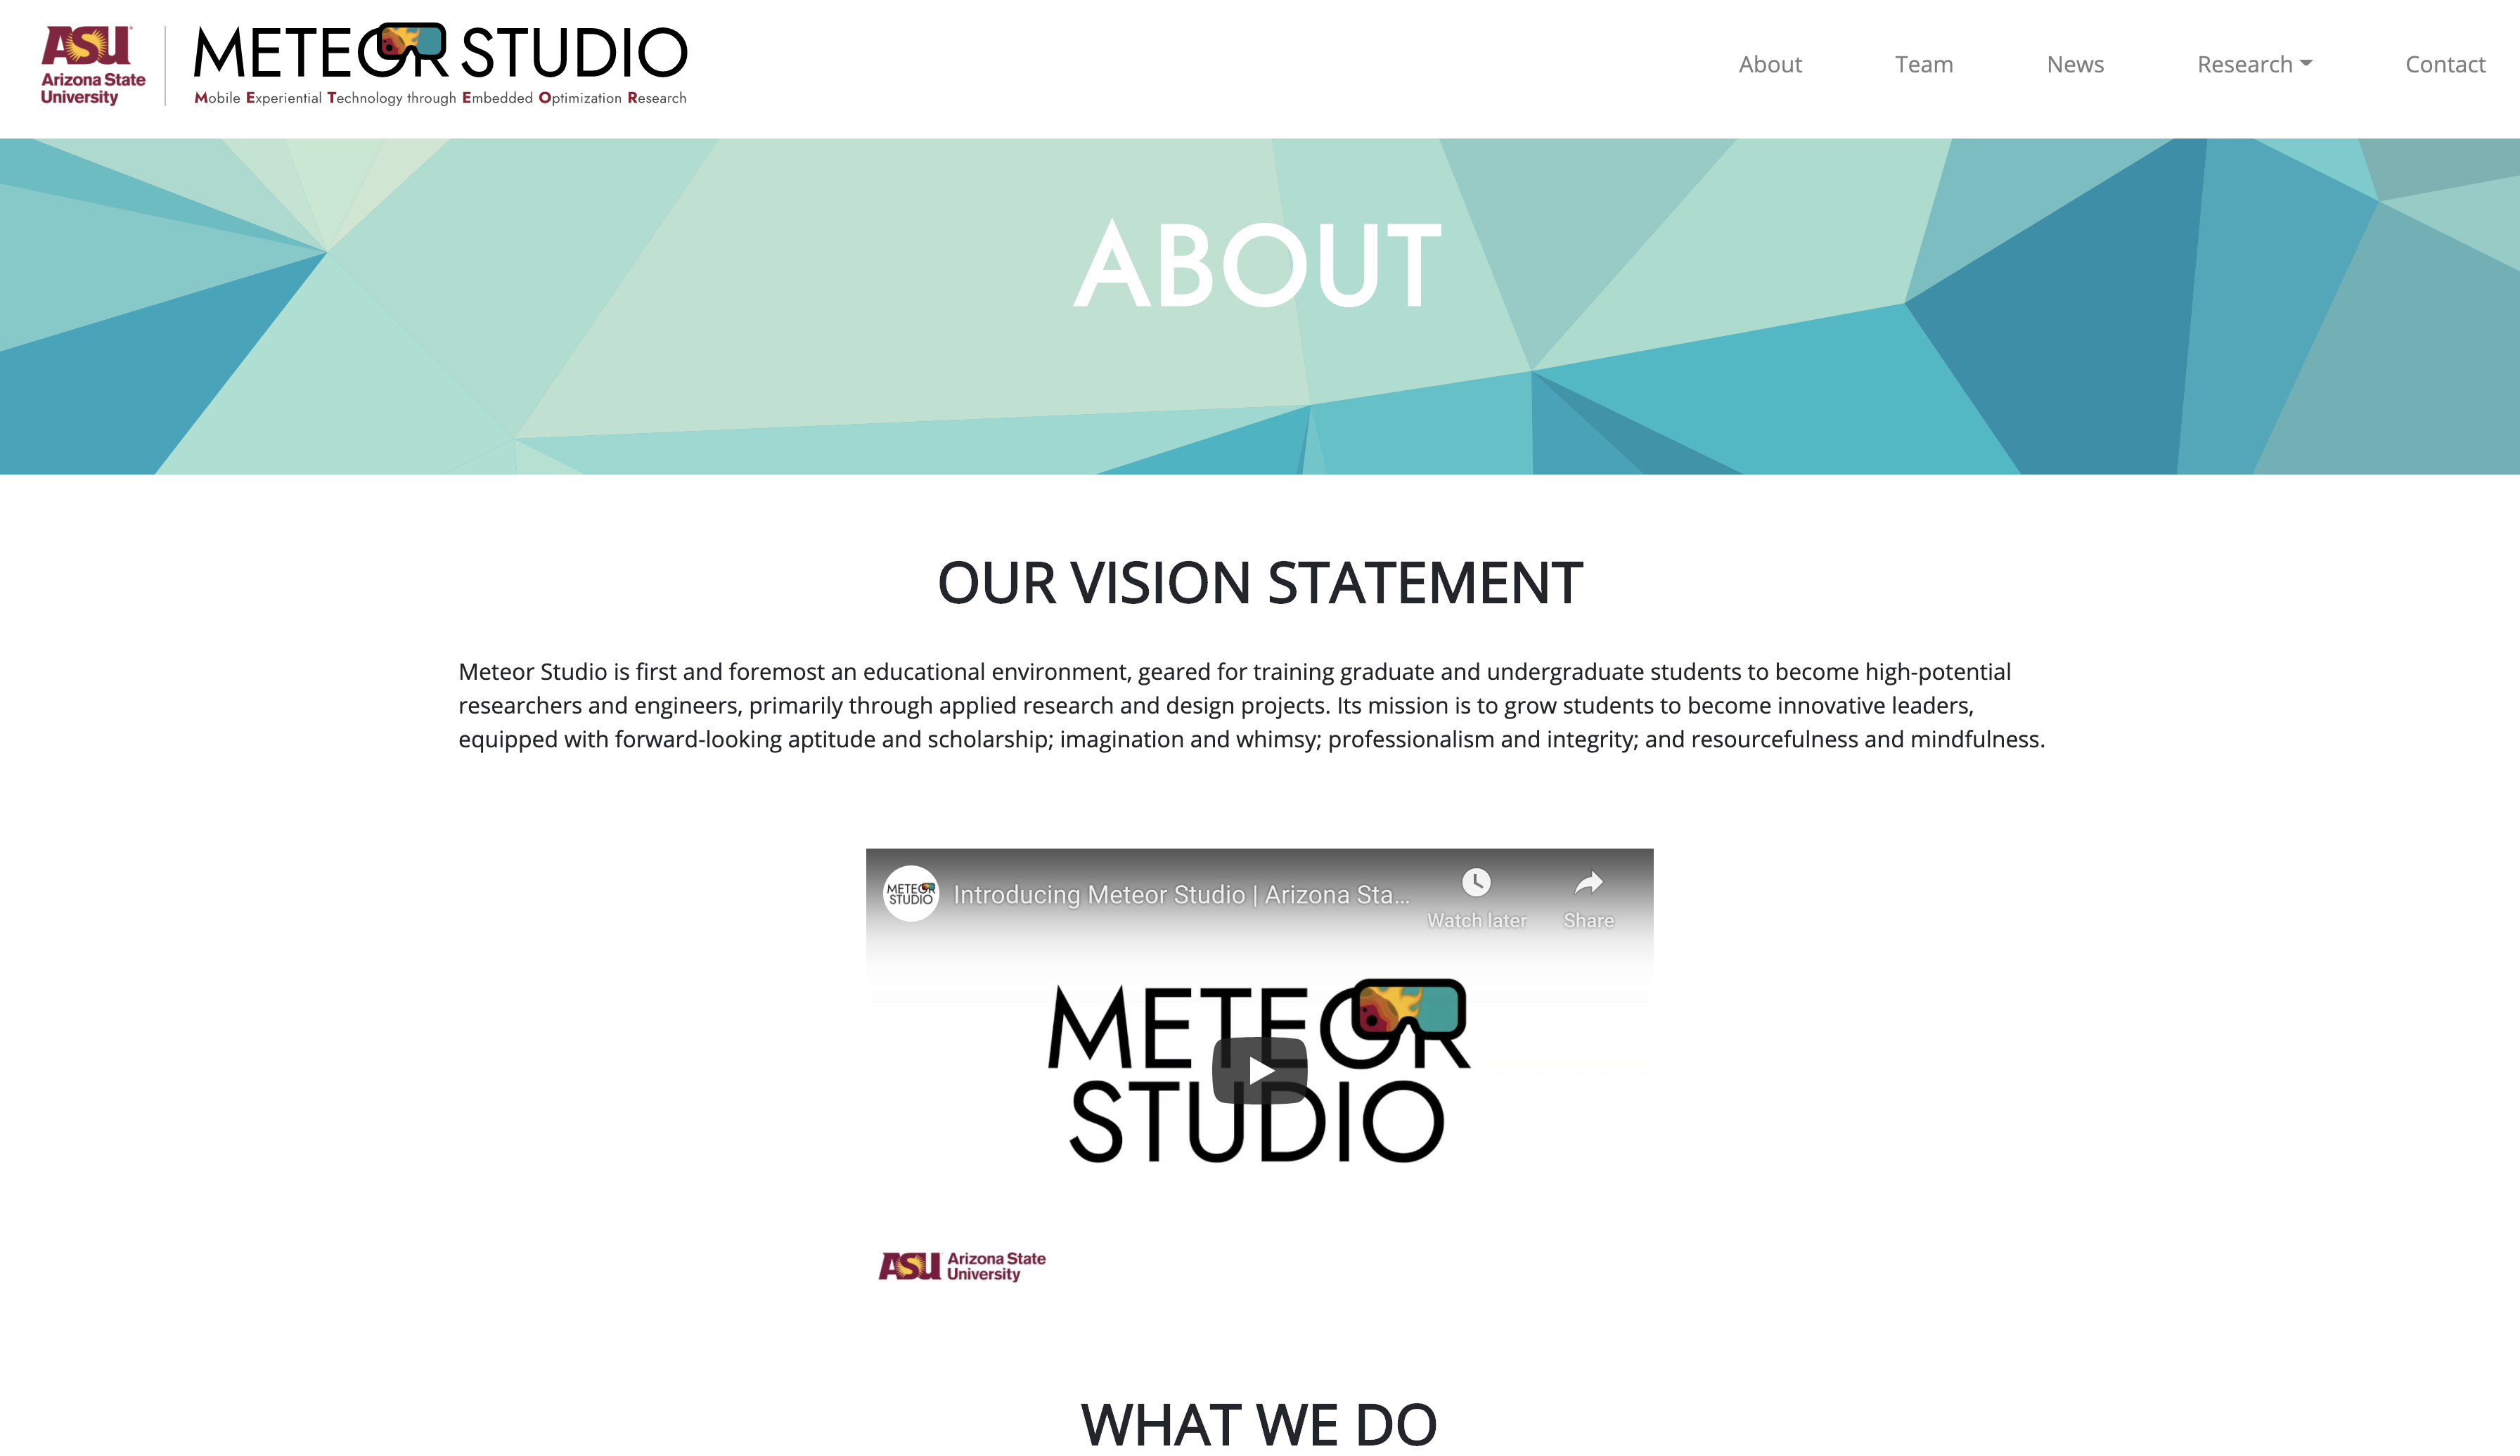 ASU
Arizona State
University
METEOR STUDIO
Mobile Experiential Technology through Embedded Optimization Research
About
Team
News
Research
Contact
ABOUT
OUR VISION STATEMENT
Meteor Studio is first and foremost an educational environment, geared for training graduate and undergraduate students to become high-potential
researchers and engineers, primarily through applied research and design projects. Its mission is to grow students to become innovative leaders,
equipped with forward-looking aptitude and scholarship; imagination and whimsy; professionalism and integrity; and resourcefulness and mindfulness.
METEOR
STUDIO
Introducing Meteor Studio | Arizona Sta...
Watch later
Share
METEOR
STUDIO
ASU
Arizona State
University
WHAT WE DO